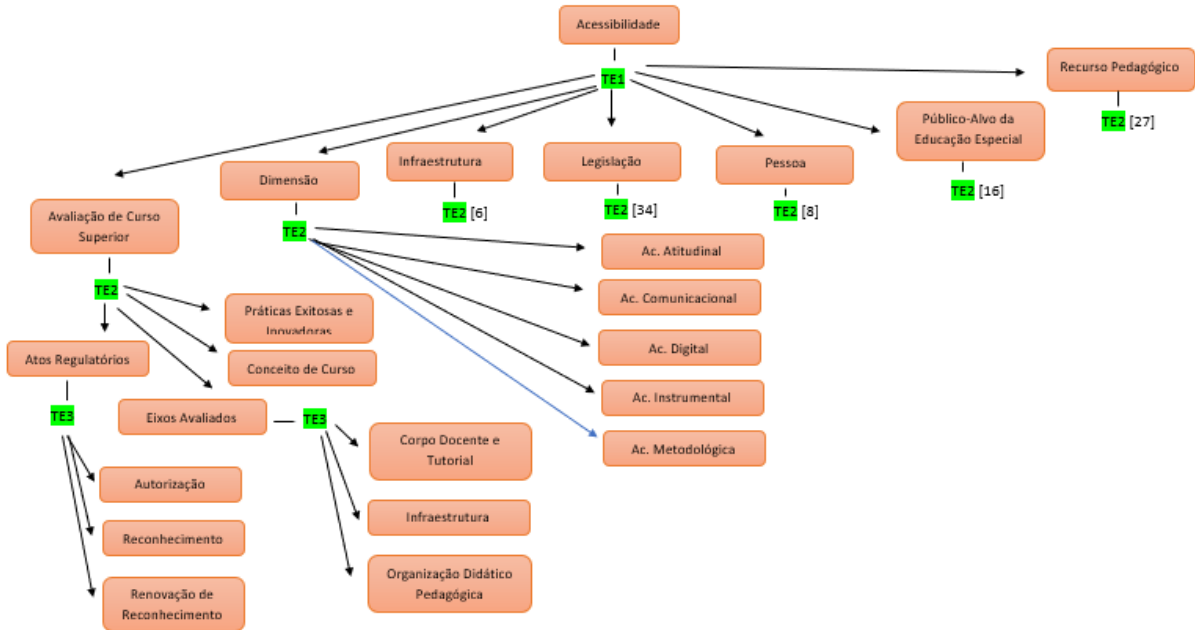 Acessibilidade
TE1
Recurso Pedagógico
TE2 [27]
Público-Alvo da
Educação Especial
TE2 [16]
Infraestrutura
TE2 [6]
Legislação
TE2 [34]
Pessoa
TE2 [8]
Dimensão
TE2
Avaliação de Curso
Superior
TE2
Ac. Atitudinal
Ac. Comunicacional
Ac. Digital
Ac. Instrumental
Ac. Metodológica
Práticas Exitosas e
Inovadoras
Conceito de Curso
Atos Regulatórios
TE3
Eixos Avaliados
TE3
Corpo Docente e
Tutorial
Infraestrutura
Organização Didático
Pedagógica
Autorização
Reconhecimento
Renovação de
Reconhecimento